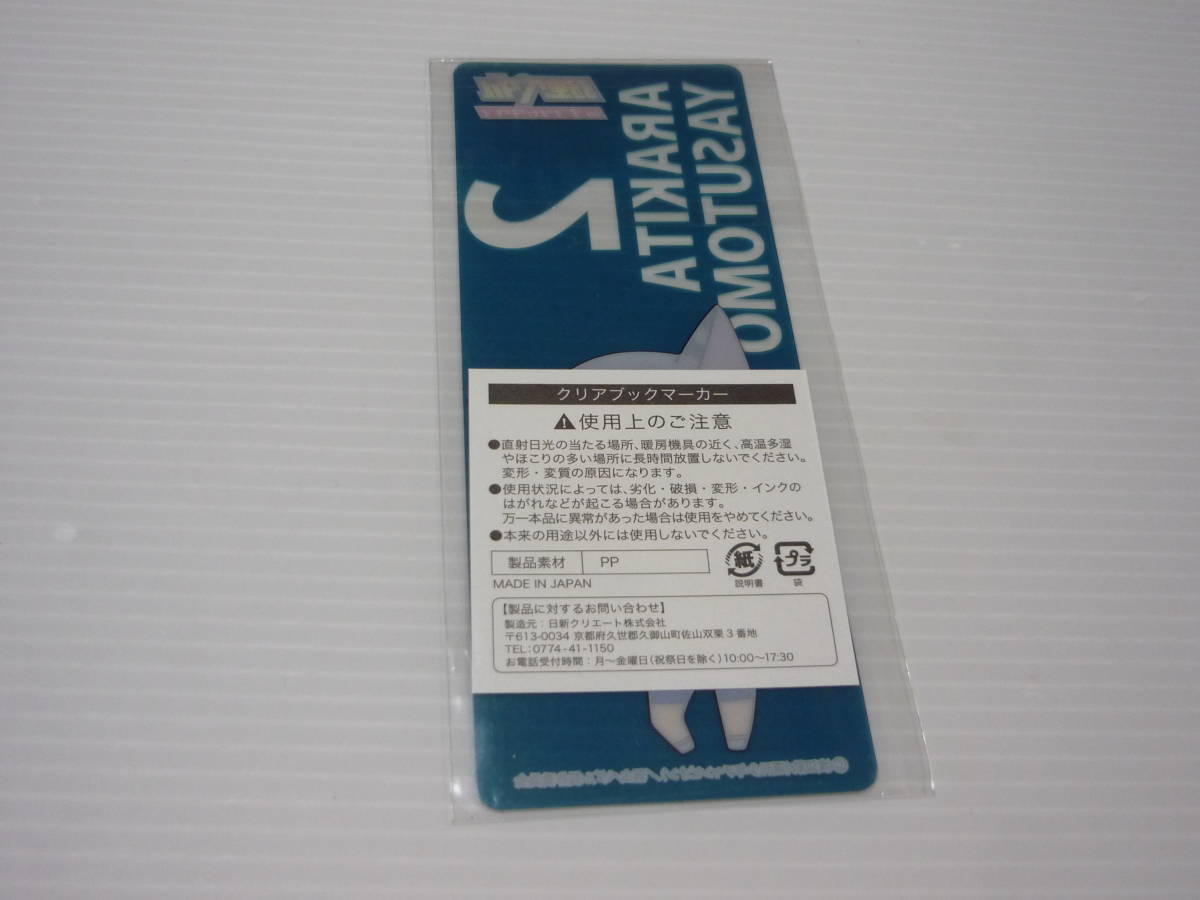 ARAKITA
YASUTOMO
2
クリアブックマーカー
⚠使用上のご注意
●直射日光の当たる場所、暖房機具の近く、高温多湿
やほこりの多い場所に長時間放置しないでください。
変形・変質の原因になります。
●使用状況によっては、劣化・破損・変形・インクの
はがれなどが起こる場合があります。
万一本品に異常があった場合は使用をやめてください。
●本来の用途以外には使用しないでください。
製品素材 PP
紙 プラ
説明書 袋
MADE IN JAPAN
【製品に対するお問い合わせ】
製造元：日新クリエート株式会社
〒613-0034 京都府久世郡久御山町佐山双栗3番地
TEL：0774-41-1150
お電話受付時間：月～金曜日(祝祭日を除く)10:00～17:30